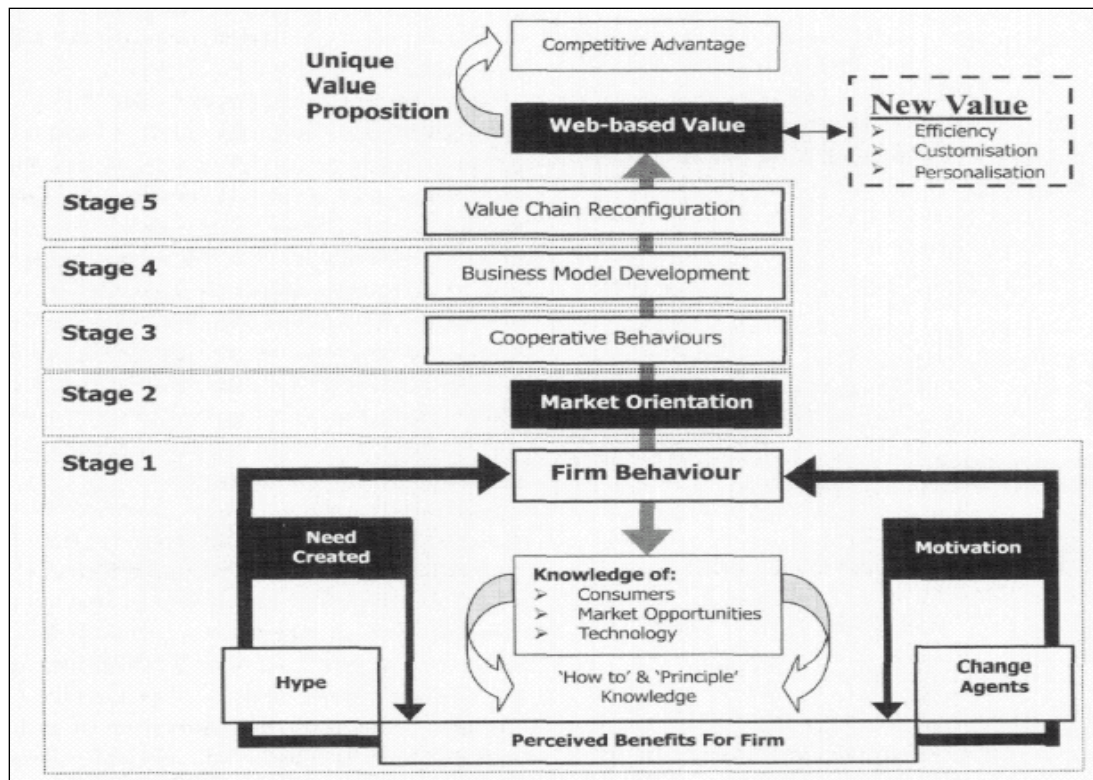 Competitive Advantage
Unique
Value
Proposition
Web-based Value
New Value
➢ Efficiency
➢ Customisation
➢ Personalisation
Stage 5
Value Chain Reconfiguration
Stage 4
Business Model Development
Stage 3
Cooperative Behaviours
Stage 2
Market Orientation
Stage 1
Firm Behaviour
Need
Created
Motivation
Knowledge of:
➢ Consumers
➢ Market Opportunities
➢ Technology
Hype
'How to' & 'Principle'
Knowledge
Change
Agents
Perceived Benefits For Firm